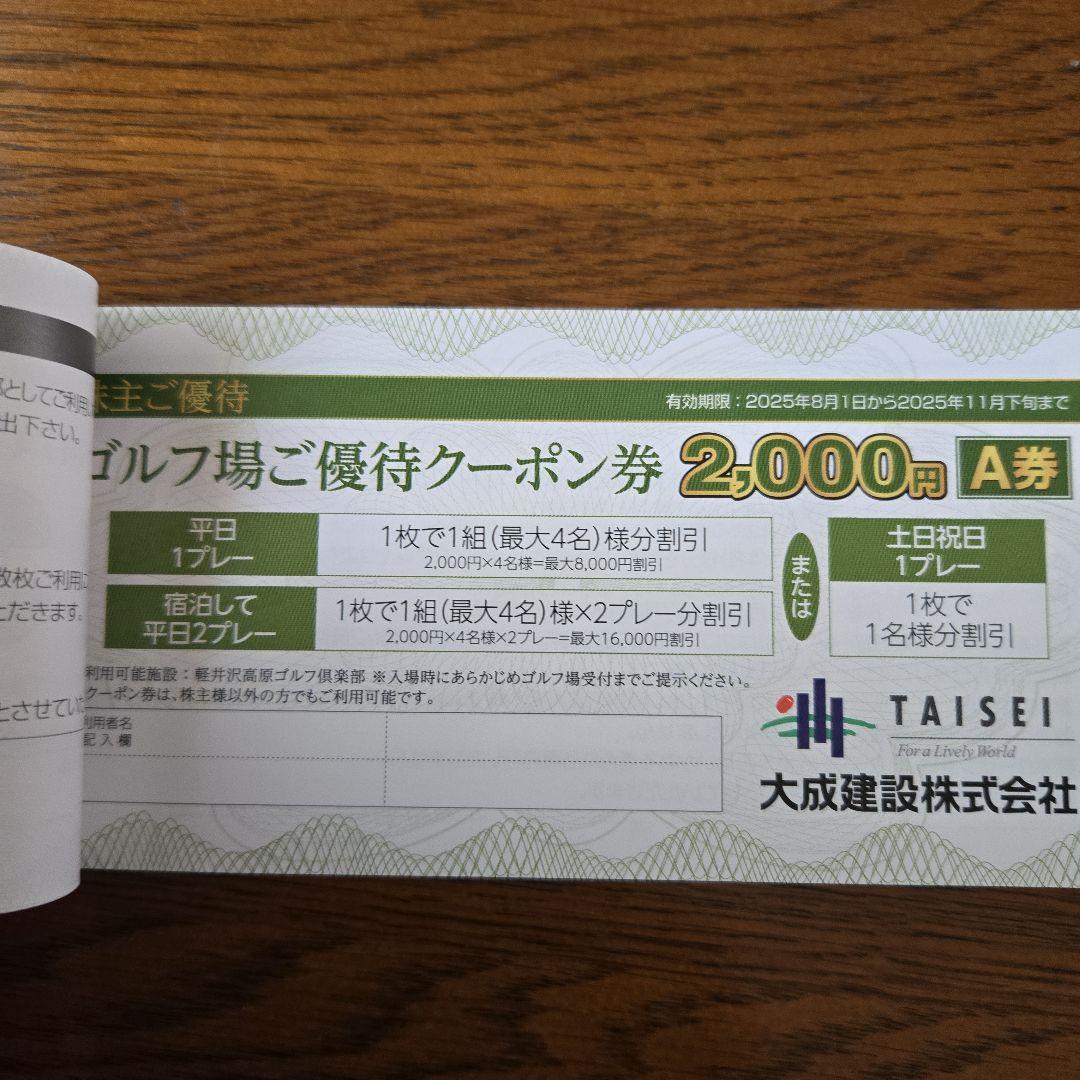 株主ご優待
有効期限：2025年8月1日から2025年11月下旬まで
ゴルフ場ご優待クーポン券 2,000円 A券
平日
1プレー
1枚で1組(最大4名)様分割引
2,000円×4名様=最大8,000円割引
宿泊して
平日2プレー
1枚で1組(最大4名)様×2プレー分割引
2,000円×4名様×2プレー=最大16,000円割引
または
土日祝日
1プレー
1枚で
1名様分割引
利用可能施設：軽井沢高原ゴルフ倶楽部 ※入場時にあらかじめゴルフ場受付までご提示ください。
クーポン券は、株主様以外の方でもご利用可能です。
利用者名
記入欄
TAISEI
For a Lively World
大成建設株式会社
としてご利用
出下さい。
枚ご利用に
ただきます。
とさせていた